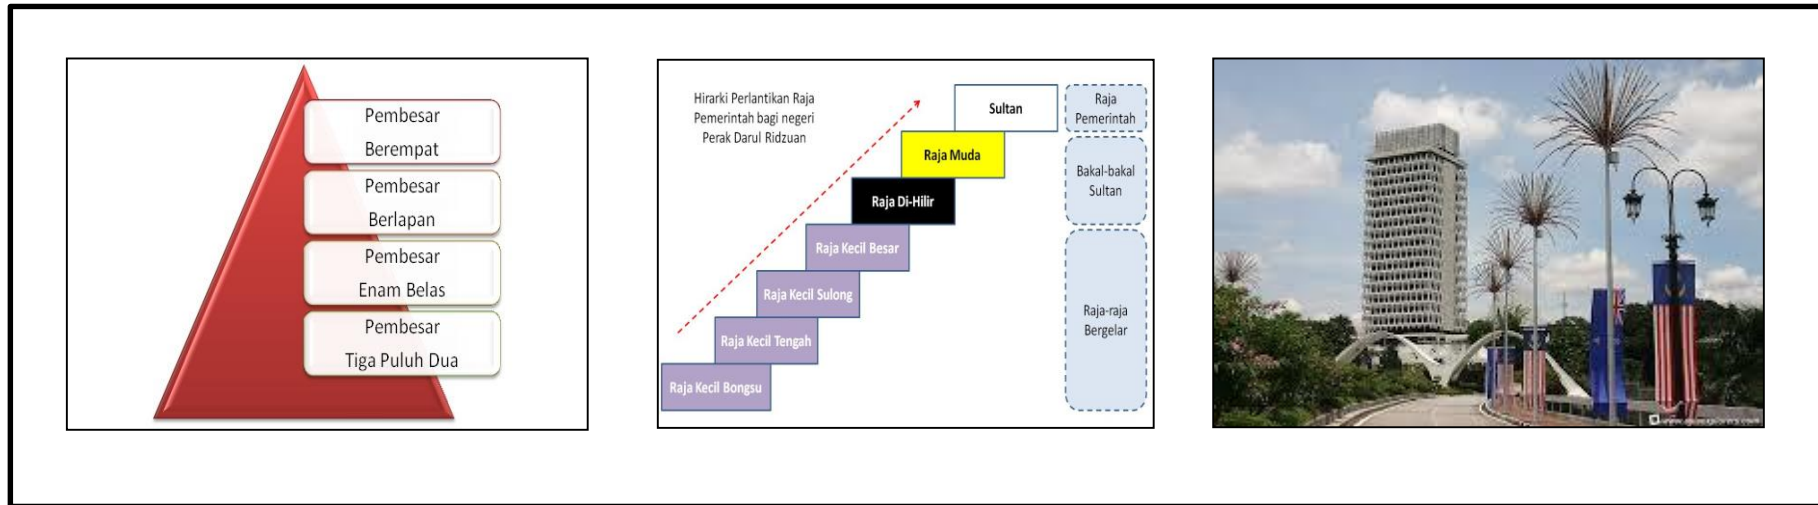 Pembesar
Berempat
Pembesar
Berlapan
Pembesar
Enam Belas
Pembesar
Tiga Puluh Dua
Hirarki Perlantikan Raja
Pemerintah bagi negeri
Perak Darul Ridzuan
Sultan
Raja
Pemerintah
Raja Muda
Bakal-bakal
Sultan
Raja Di-Hilir
Raja Kecil Besar
Raja Kecil Sulong
Raja-raja
Bergelar
Raja Kecil Tengah
Raja Kecil Bongsu